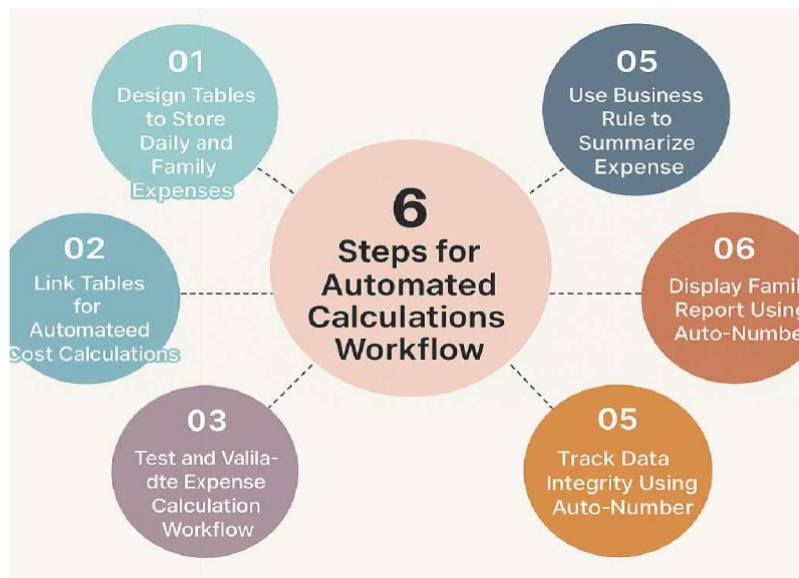 6
Steps for
Automated
Calculations
Workflow
01
Design Tables
to Store
Daily and
Family
Expenses
02
Link Tables
for
Automateed
Cost Calculations
03
Test and Valila-
dte Expense
Calculation
Workflow
05
Use Business
Rule to
Summarize
Expense
06
Display Famil
Report Using
Auto-Numbe
05
Track Data
Integrity Using
Auto-Number